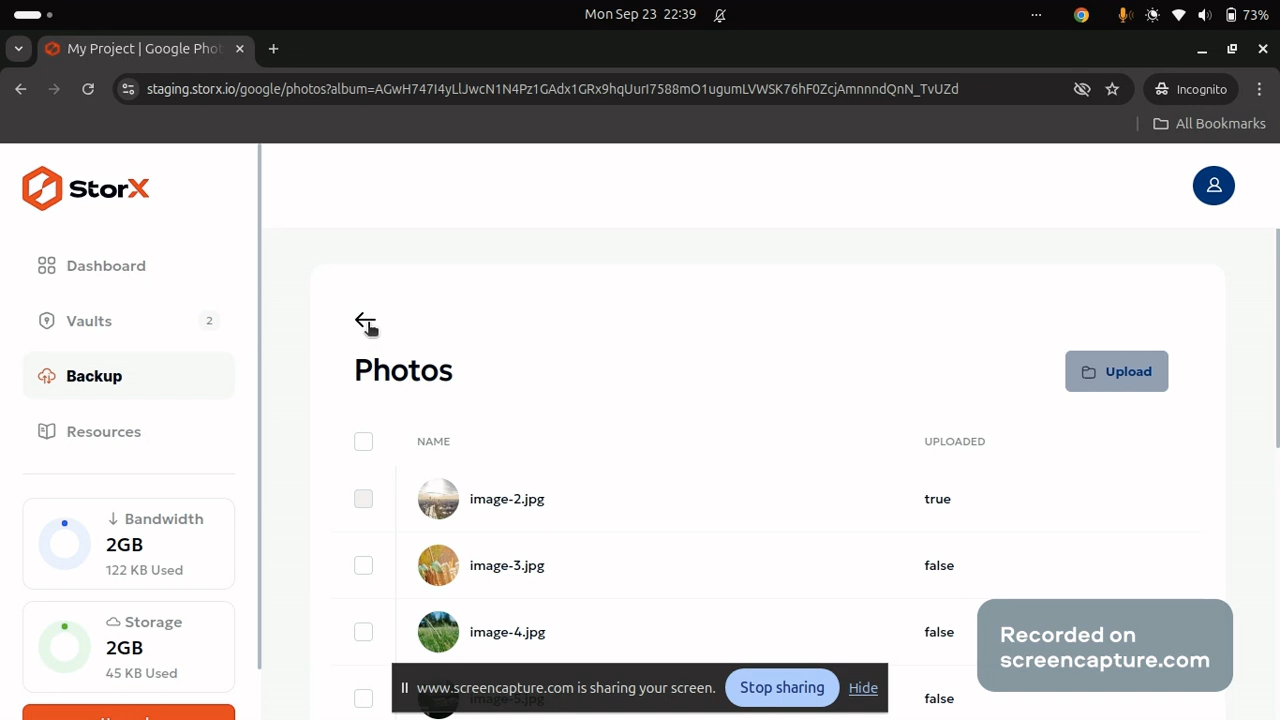 Mon Sep 23 22:39
73%
My Project | Google Phot
staging.storx.io/google/photos?album=AGwH747I4yLlJwcN1N4Pz1GAdx1GRx9hqUurI7588mO1ugumLVWSK76hF0ZcjAmnnndQnN_TvUZd
Incognito
All Bookmarks
StorX
Dashboard
Vaults 2
Backup
Resources
Bandwidth
2GB
122 KB Used
Storage
2GB
45 KB Used
Photos
Upload
NAME UPLOADED
image-2.jpg true
image-3.jpg false
image-4.jpg false
false
Recorded on
screencapture.com
www.screencapture.com is sharing your screen. Stop sharing Hide